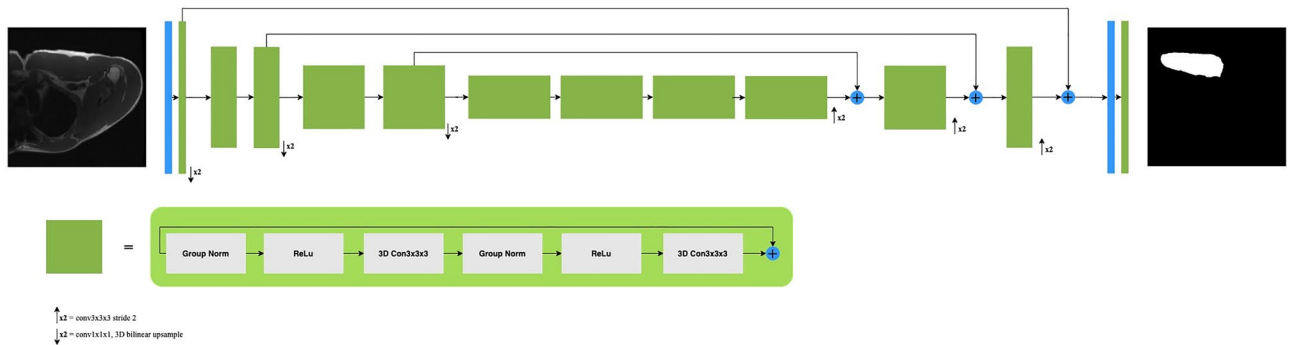 x2
x2
x2
x2
x2
x2
=
Group Norm
ReLu
3D Con3x3x3
Group Norm
ReLu
3D Con3x3x3
x2 = conv3x3x3 stride 2
x2 = conv1x1x1, 3D bilinear upsample